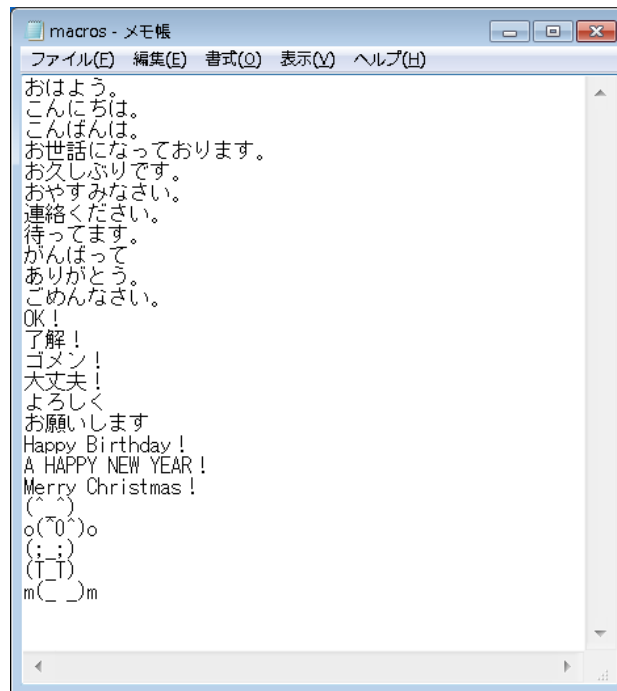 macros - メモ帳
ファイル(F) 編集(E) 書式(O) 表示(V) ヘルプ(H)
おはよう。
こんにちは。
こんばんは。
お世話になっております。
お久しぶりです。
おやすみなさい。
連絡ください。
待ってます。
がんばって
ありがとう。
ごめんなさい。
OK！
了解！
ゴメン！
大丈夫！
よろしく
お願いします
Happy Birthday！
A HAPPY NEW YEAR！
Merry Christmas！
(^_^)
o(^0^)o
(;_;)
(T_T)
m(_ _)m